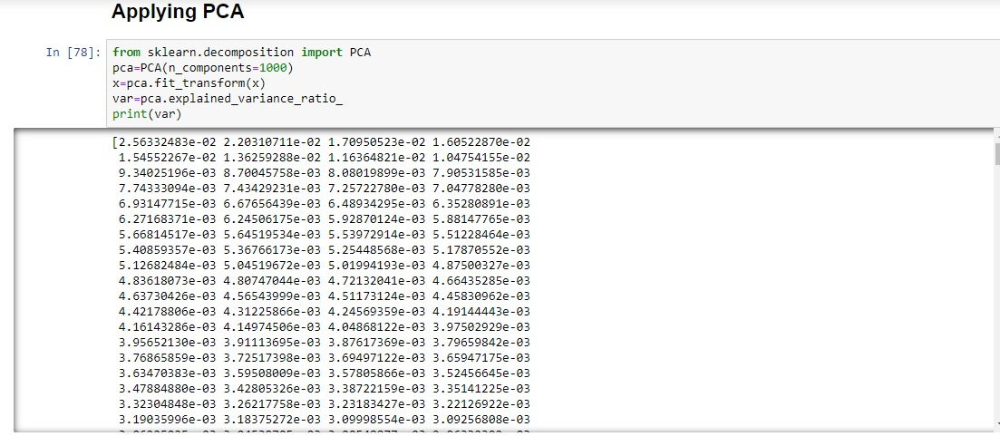 Applying PCA
In [78]: from sklearn.decomposition import PCA
pca=PCA(n_components=1000)
x=pca.fit_transform(x)
var=pca.explained_variance_ratio_
print(var)
[2.56332483e-02 2.20310711e-02 1.70950523e-02 1.60522870e-02
1.54552267e-02 1.36259288e-02 1.16364821e-02 1.04754155e-02
9.34025196e-03 8.70045758e-03 8.08019899e-03 7.90531585e-03
7.74333094e-03 7.43429231e-03 7.25722780e-03 7.04778280e-03
6.93147715e-03 6.67656439e-03 6.48934295e-03 6.35280891e-03
6.27168371e-03 6.24506175e-03 5.92870124e-03 5.88147765e-03
5.66814517e-03 5.64519534e-03 5.53972914e-03 5.51228464e-03
5.40859357e-03 5.36766173e-03 5.25448568e-03 5.17870552e-03
5.12682484e-03 5.04519672e-03 5.01994193e-03 4.87500327e-03
4.83618073e-03 4.80747044e-03 4.72132041e-03 4.66435285e-03
4.63730426e-03 4.56543999e-03 4.51173124e-03 4.45830962e-03
4.42178806e-03 4.31225866e-03 4.24569359e-03 4.19144443e-03
4.16143286e-03 4.14974506e-03 4.04868122e-03 3.97502929e-03
3.95652130e-03 3.91113695e-03 3.87617369e-03 3.79659842e-03
3.76865859e-03 3.72517398e-03 3.69497122e-03 3.65947175e-03
3.63470383e-03 3.59508009e-03 3.57805866e-03 3.52456645e-03
3.47884880e-03 3.42805326e-03 3.38722159e-03 3.35141225e-03
3.32304848e-03 3.26217758e-03 3.23183427e-03 3.22126922e-03
3.19035996e-03 3.18375272e-03 3.09998554e-03 3.09256808e-03